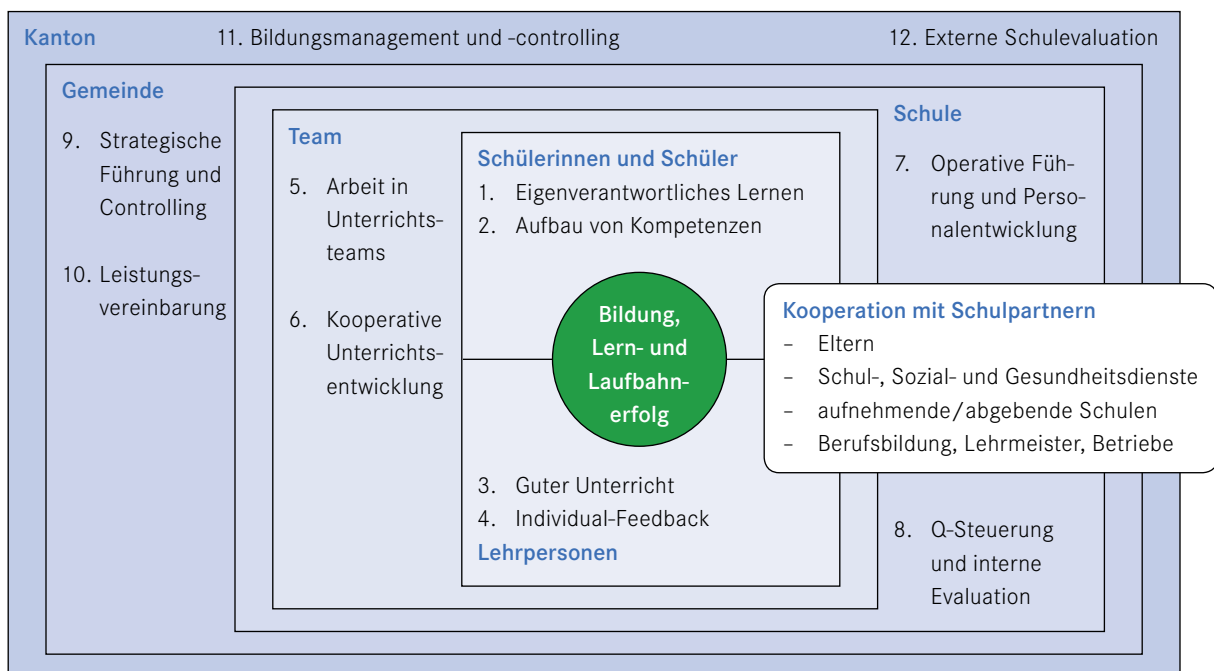 Kanton
11. Bildungsmanagement und -controlling
12. Externe Schulevaluation
Gemeinde
9. Strategische
Führung und
Controlling
10. Leistungs-
vereinbarung
Team
5. Arbeit in
Unterrichts-
teams
6. Kooperative
Unterrichts-
entwicklung
Schülerinnen und Schüler
1. Eigenverantwortliches Lernen
2. Aufbau von Kompetenzen
Bildung,
Lern- und
Laufbahn-
erfolg
3. Guter Unterricht
4. Individual-Feedback
Lehrpersonen
Schule
7. Operative Füh-
rung und Perso-
nalentwicklung
Kooperation mit Schulpartnern
– Eltern
– Schul-, Sozial- und Gesundheitsdienste
– aufnehmende/abgebende Schulen
– Berufsbildung, Lehrmeister, Betriebe
8. Q-Steuerung
und interne
Evaluation